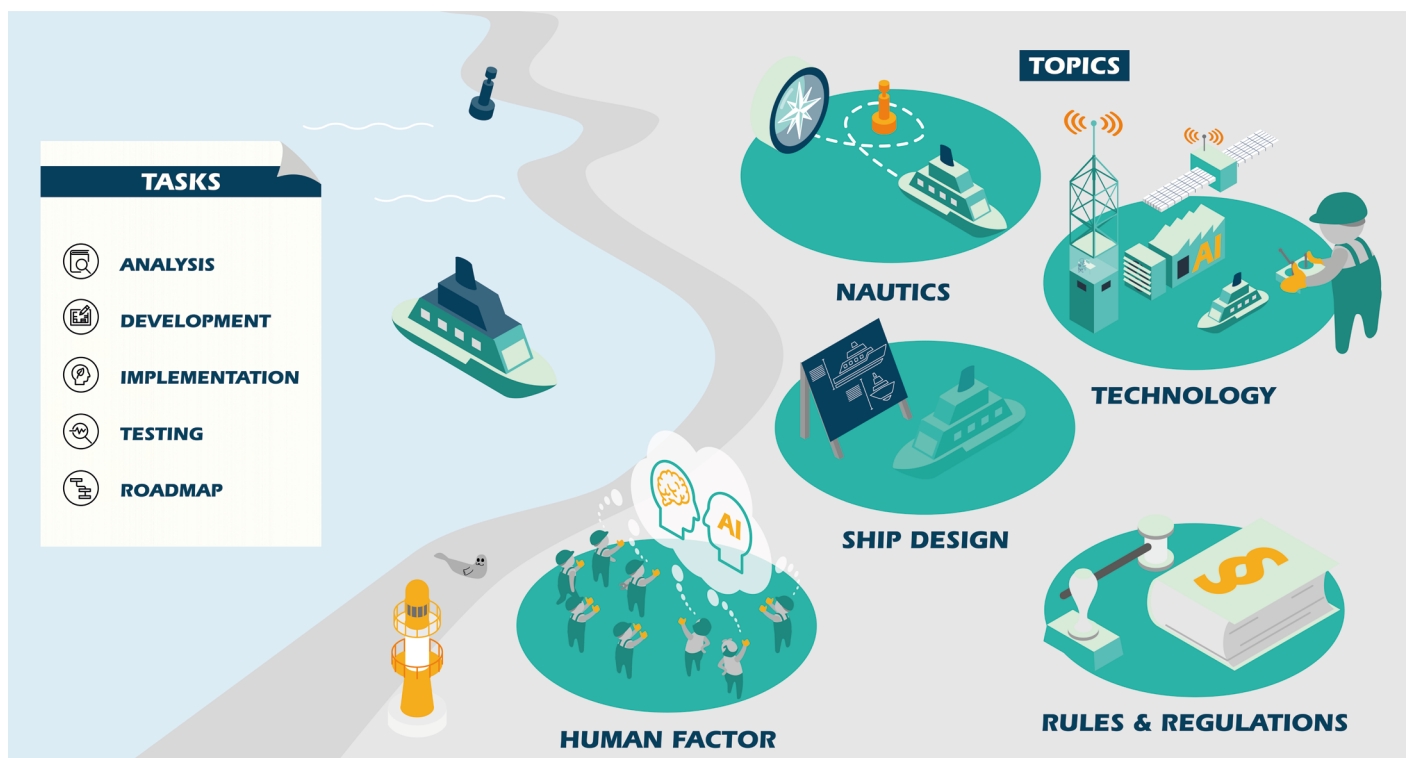 TASKS
ANALYSIS
DEVELOPMENT
IMPLEMENTATION
TESTING
ROADMAP
TOPICS
NAUTICS
AI
TECHNOLOGY
SHIP DESIGN
AI
HUMAN FACTOR
§
RULES & REGULATIONS